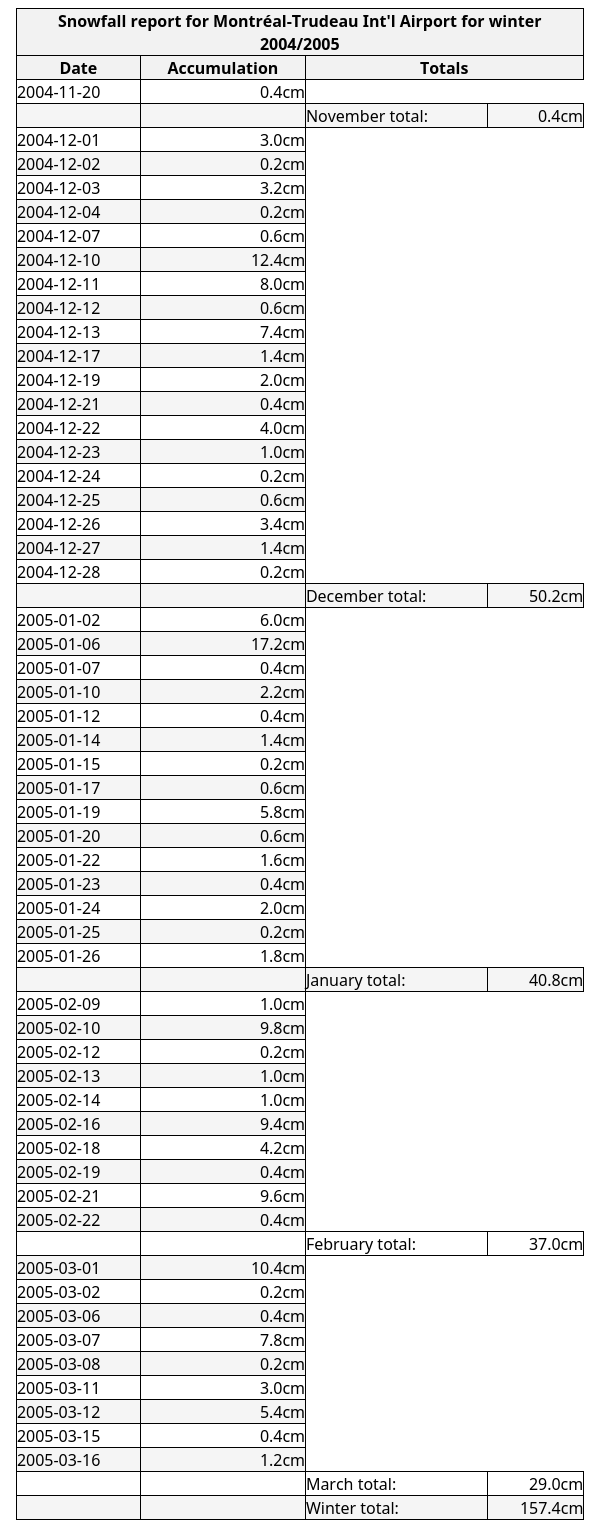 Snowfall report for Montréal-Trudeau Int'l Airport for winter
2004/2005
Date Accumulation Totals
2004-11-20 0.4cm
November total: 0.4cm
2004-12-01 3.0cm
2004-12-02 0.2cm
2004-12-03 3.2cm
2004-12-04 0.2cm
2004-12-07 0.6cm
2004-12-10 12.4cm
2004-12-11 8.0cm
2004-12-12 0.6cm
2004-12-13 7.4cm
2004-12-17 1.4cm
2004-12-19 2.0cm
2004-12-21 0.4cm
2004-12-22 4.0cm
2004-12-23 1.0cm
2004-12-24 0.2cm
2004-12-25 0.6cm
2004-12-26 3.4cm
2004-12-27 1.4cm
2004-12-28 0.2cm
December total: 50.2cm
2005-01-02 6.0cm
2005-01-06 17.2cm
2005-01-07 0.4cm
2005-01-10 2.2cm
2005-01-12 0.4cm
2005-01-14 1.4cm
2005-01-15 0.2cm
2005-01-17 0.6cm
2005-01-19 5.8cm
2005-01-20 0.6cm
2005-01-22 1.6cm
2005-01-23 0.4cm
2005-01-24 2.0cm
2005-01-25 0.2cm
2005-01-26 1.8cm
January total: 40.8cm
2005-02-09 1.0cm
2005-02-10 9.8cm
2005-02-12 0.2cm
2005-02-13 1.0cm
2005-02-14 1.0cm
2005-02-16 9.4cm
2005-02-18 4.2cm
2005-02-19 0.4cm
2005-02-21 9.6cm
2005-02-22 0.4cm
February total: 37.0cm
2005-03-01 10.4cm
2005-03-02 0.2cm
2005-03-06 0.4cm
2005-03-07 7.8cm
2005-03-08 0.2cm
2005-03-11 3.0cm
2005-03-12 5.4cm
2005-03-15 0.4cm
2005-03-16 1.2cm
March total: 29.0cm
Winter total: 157.4cm